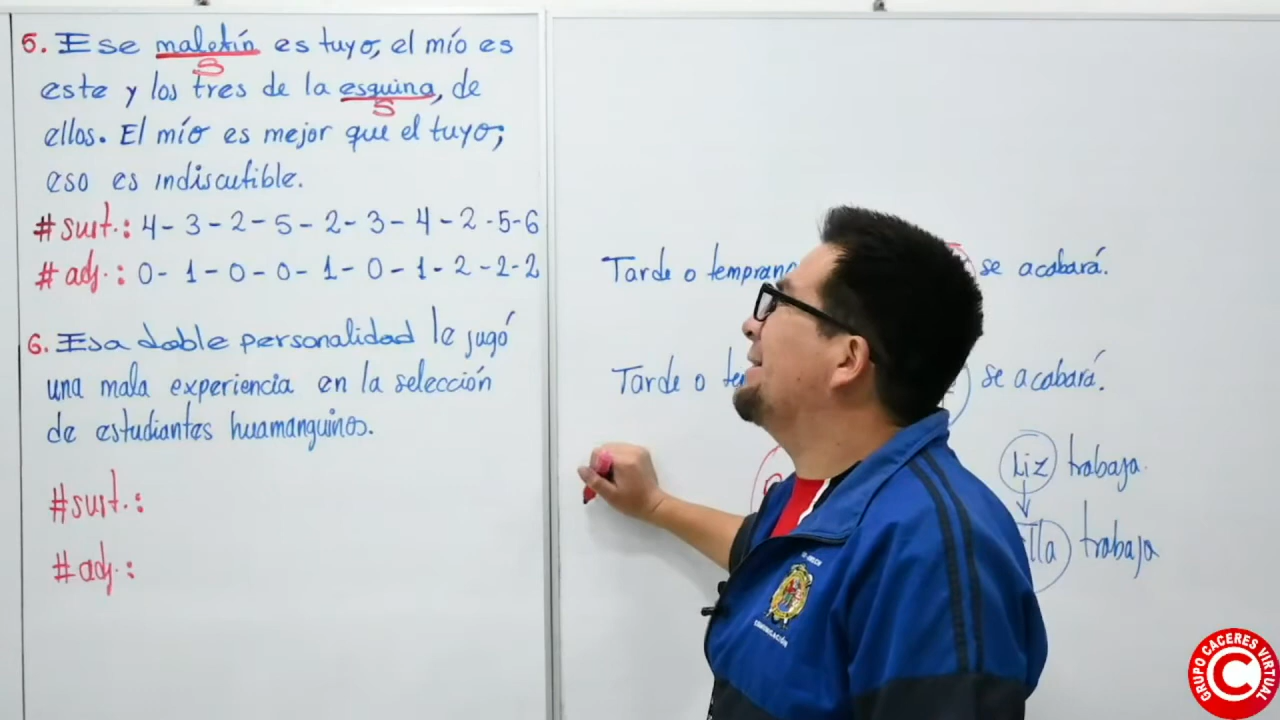 5. Ese maletín es tuyo, el mío es
S
este y los tres de la esquina, de
S
ellos. El mío es mejor que el tuyo;
eso es indiscutible.
# sust.: 4 - 3 - 2 - 5 - 2 - 3 - 4 - 2 - 5 - 6
# adj.: 0 - 1 - 0 - 0 - 1 - 0 - 1 - 2 - 2 - 2
6. Esa doble personalidad le jugó
una mala experiencia en la selección
de estudiantes huamanguinos.
# sust.:
# adj.:
Tarde o temprano se acabará.
Tarde o se acabará.
Liz trabaja.
trabaja
COMUNICACIÓN
GRUPO CACERES VIRTUAL
C